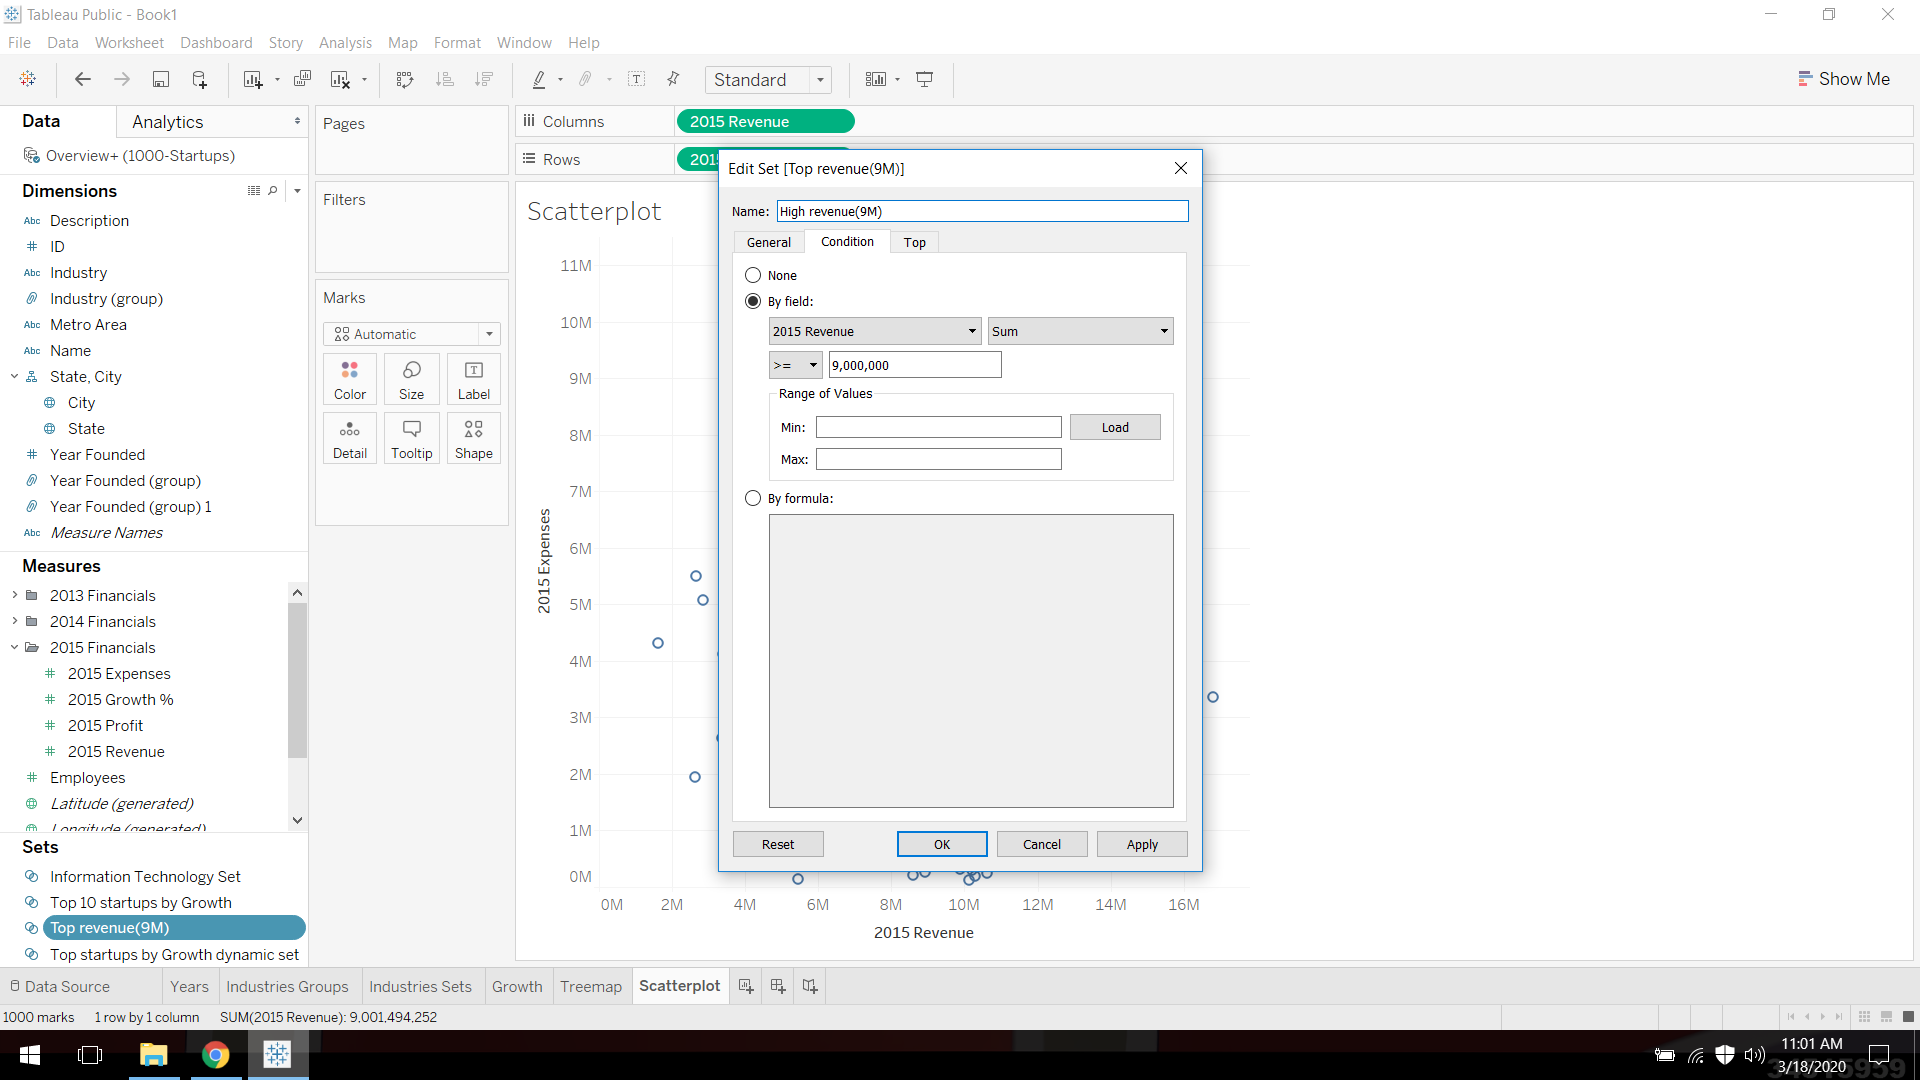 Tableau Public - Book1
File Data Worksheet Dashboard Story Analysis Map Format Window Help
Standard
Show Me
Data
Analytics
Overview+ (1000-Startups)
Dimensions
Abc Description
# ID
Abc Industry
Industry (group)
Abc Metro Area
Abc Name
State, City
City
State
# Year Founded
Year Founded (group)
Year Founded (group) 1
Abc Measure Names
Measures
2013 Financials
2014 Financials
2015 Financials
# 2015 Expenses
# 2015 Growth %
# 2015 Profit
# 2015 Revenue
# Employees
Latitude (generated)
Longitude (generated)
Sets
Information Technology Set
Top 10 startups by Growth
Top revenue(9M)
Top startups by Growth dynamic set
Pages
Filters
Marks
Automatic
Color Size Label
Detail Tooltip Shape
Columns
2015 Revenue
Rows
201
Scatterplot
11M
10M
9M
8M
7M
6M
5M
4M
3M
2M
1M
0M
2015 Expenses
0M 2M 4M 6M 8M 10M 12M 14M 16M
2015 Revenue
Edit Set [Top revenue(9M)]
Name: High revenue(9M)
General Condition Top
None
By field:
2015 Revenue Sum
>= 9,000,000
Range of Values
Min:
Load
Max:
By formula:
Reset OK Cancel Apply
Data Source Years Industries Groups Industries Sets Growth Treemap Scatterplot
1000 marks 1 row by 1 column SUM(2015 Revenue): 9,001,494,252
11:01 AM
3/18/2020
34515959